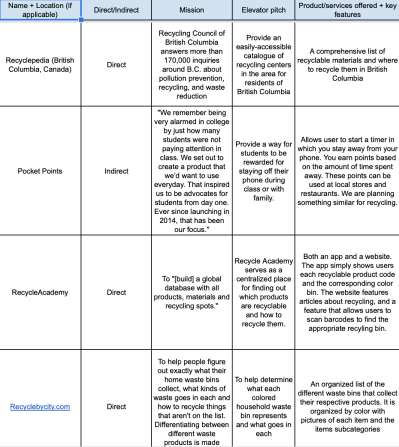 Name + Location (if
applicable)
Direct/Indirect
Mission
Elevator pitch
Product/services offered + key
features
Recyclepedia (British
Columbia, Canada)
Direct
Recycling Council of
British Columbia
answers more than
170,000 inquiries
around B.C. about
pollution prevention,
recycling, and waste
reduction
Provide an
easily-accessible
catalogue of
recycling centers
in the area for
residents of
British Columbia
A comprehensive list of
recyclable materials and where
to recycle them in British
Columbia
Pocket Points
Indirect
"We remember being
very alarmed in college
by just how many
students were not
paying attention in
class. We set out to
create a product that
we'd want to use
everyday. That inspired
us to be advocates for
students from day one.
Ever since launching in
2014, that has been
our focus."
Provide a way for
students to be
rewarded for
staying off their
phone during
class or with
family.
Allows user to start a timer in
which you stay away from your
phone. You earn points based
on the amount of time spent
away. These points can be
used at local stores and
restaurants. We are planning
something similar for recycling.
RecycleAcademy
Direct
To "[build] a global
database with all
products, materials and
recycling spots."
Recycle Academy
serves as a
centralized place
for finding out
which products
are recyclable
and how to
recycle them.
Both an app and a website.
The app simply shows users
each recyclable product code
and the corresponding color
bin. The website features
articles about recycling, and a
feature that allows users to
scan barcodes to find the
appropriate recyling bin.
Recyclebycity.com
Direct
To help people figure
out exactly what their
home waste bins
collect, what kinds of
waste goes in each and
how to recycle things
that aren't on the list.
Differentiating between
different waste
products is made
To help determine
what each
colored
household waste
bin represents
and what goes in
each
An organized list of the
different waste bins that collect
their respective products. It is
organized by color with
pictures of each item and the
items subcategories